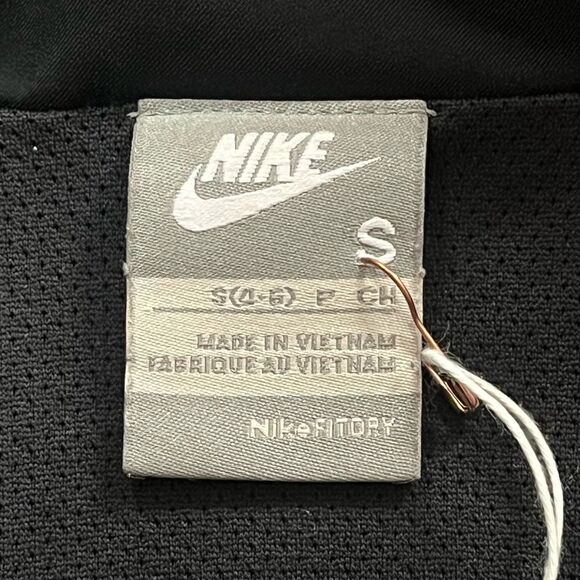 NIKE
S
S(4-6) P CH
MADE IN VIETNAM
FABRIQUE AU VIETNAM
NIKEFITDRY